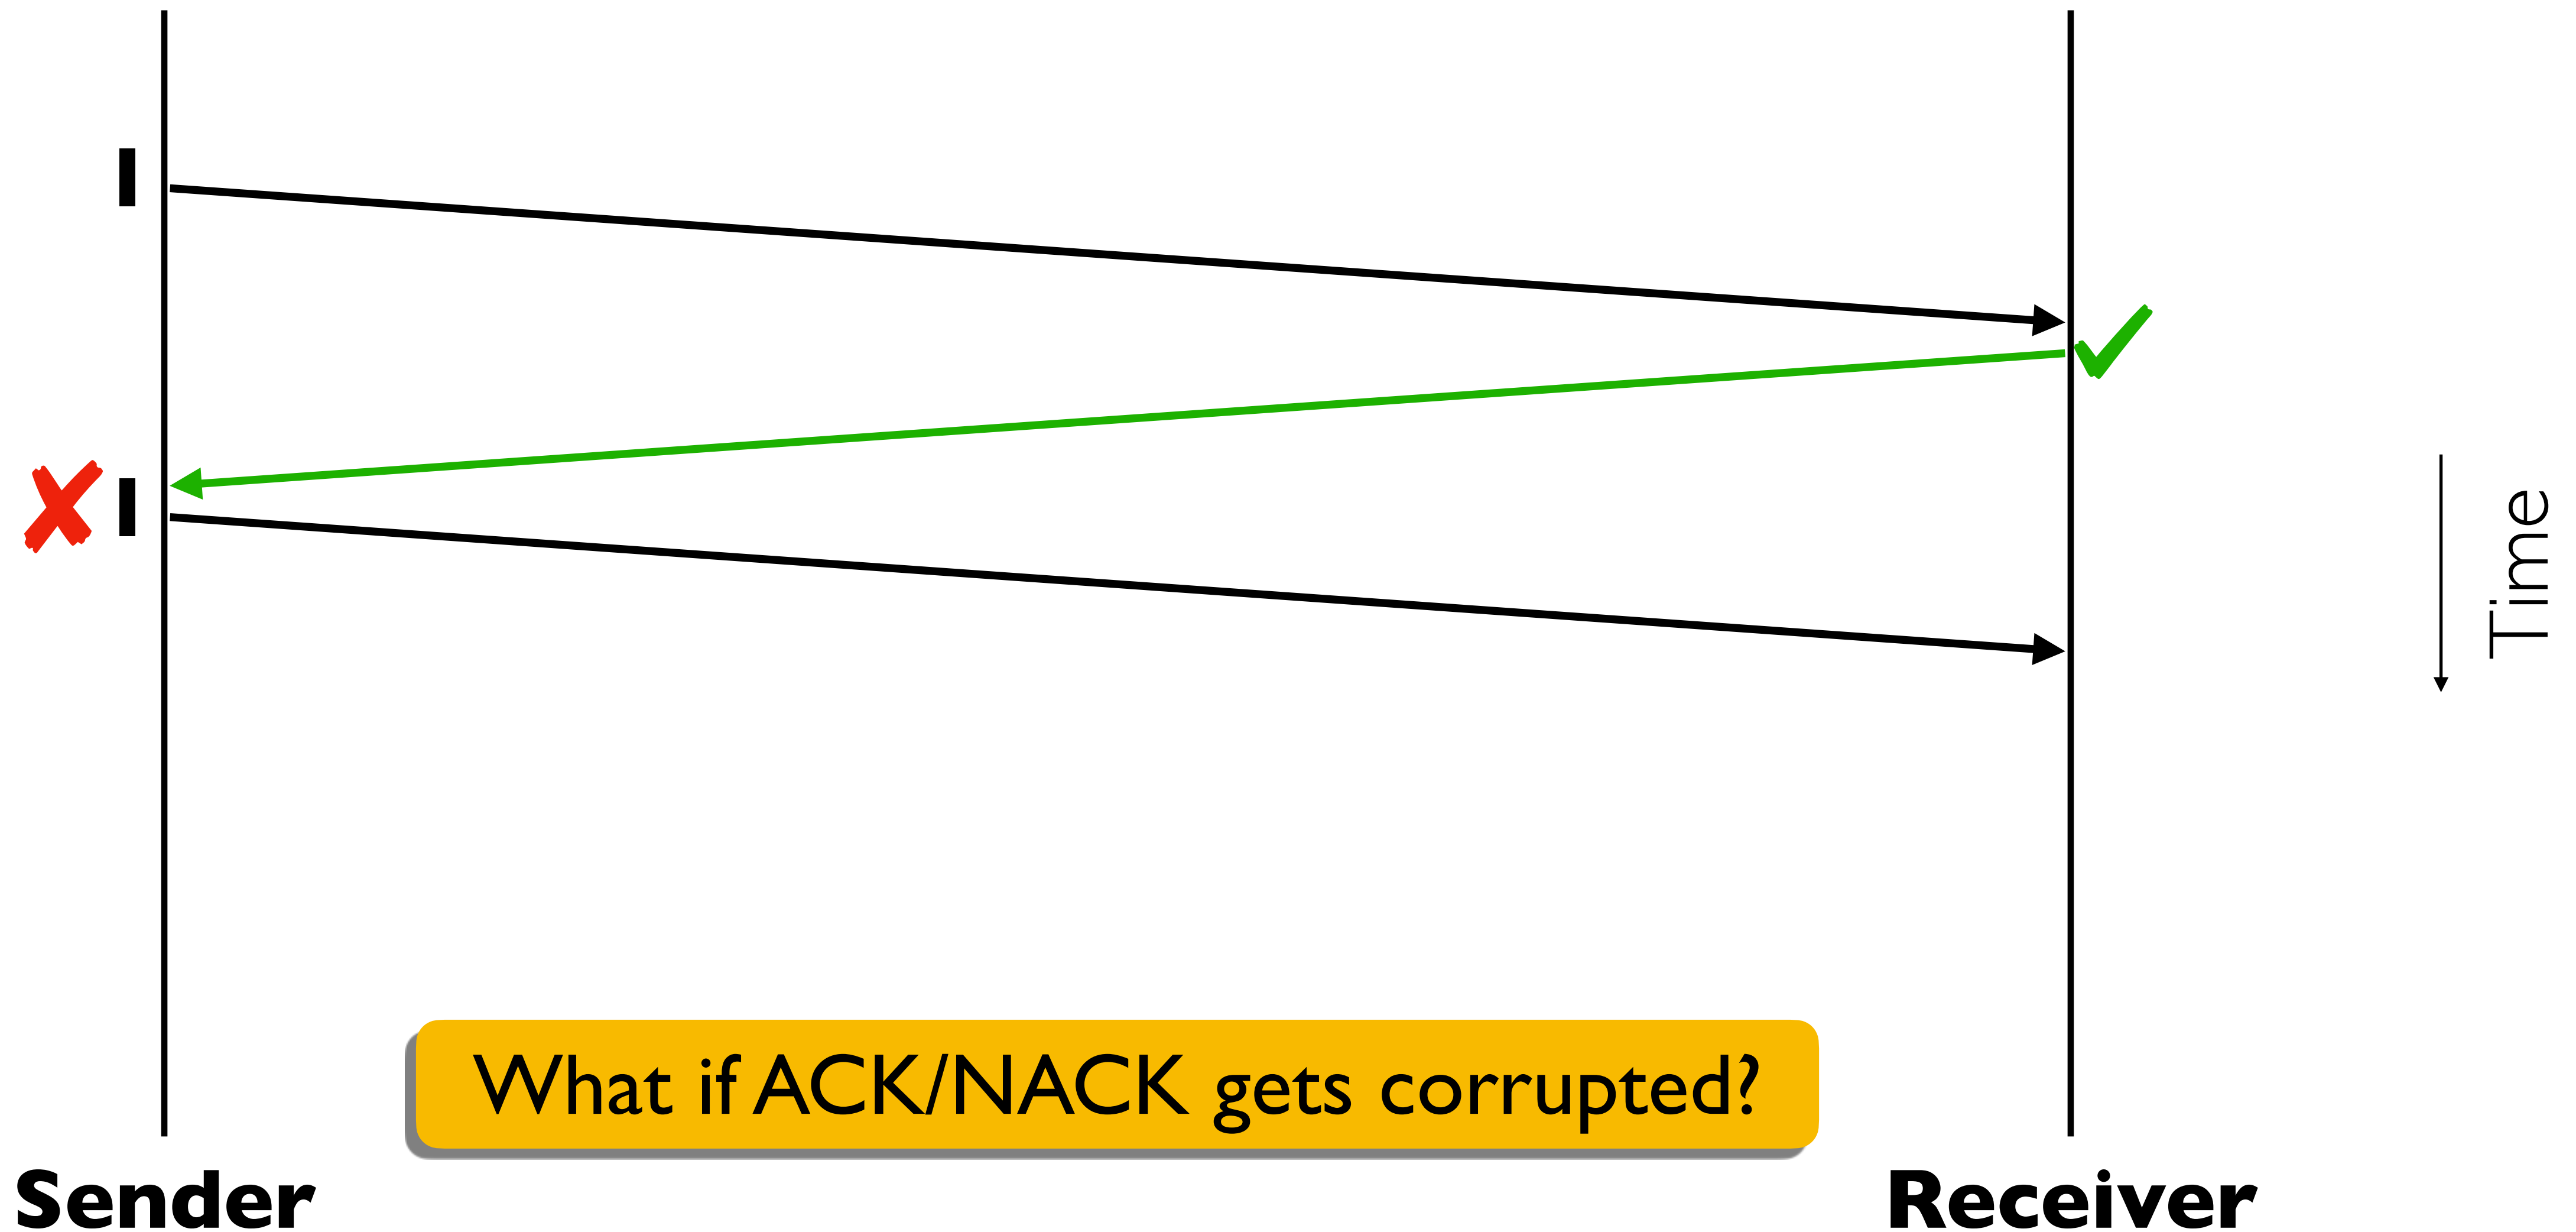 1
1
Time
What if ACK/NACK gets corrupted?
Sender
Receiver